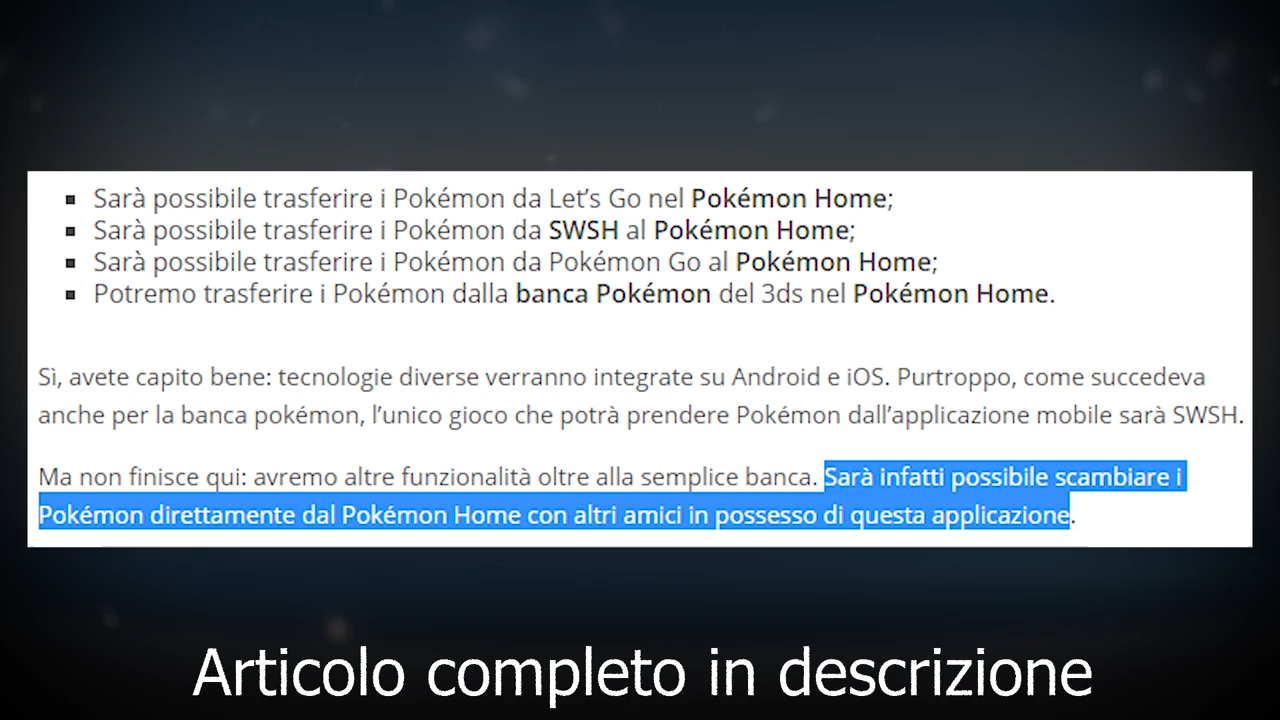 ▪ Sarà possibile trasferire i Pokémon da Let’s Go nel Pokémon Home;
▪ Sarà possibile trasferire i Pokémon da SWSH al Pokémon Home;
▪ Sarà possibile trasferire i Pokémon da Pokémon Go al Pokémon Home;
▪ Potremo trasferire i Pokémon dalla banca Pokémon del 3ds nel Pokémon Home.
Sì, avete capito bene: tecnologie diverse verranno integrate su Android e iOS. Purtroppo, come succedeva
anche per la banca pokémon, l’unico gioco che potrà prendere Pokémon dall’applicazione mobile sarà SWSH.
Ma non finisce qui: avremo altre funzionalità oltre alla semplice banca. Sarà infatti possibile scambiare i
Pokémon direttamente dal Pokémon Home con altri amici in possesso di questa applicazione.
Articolo completo in descrizione